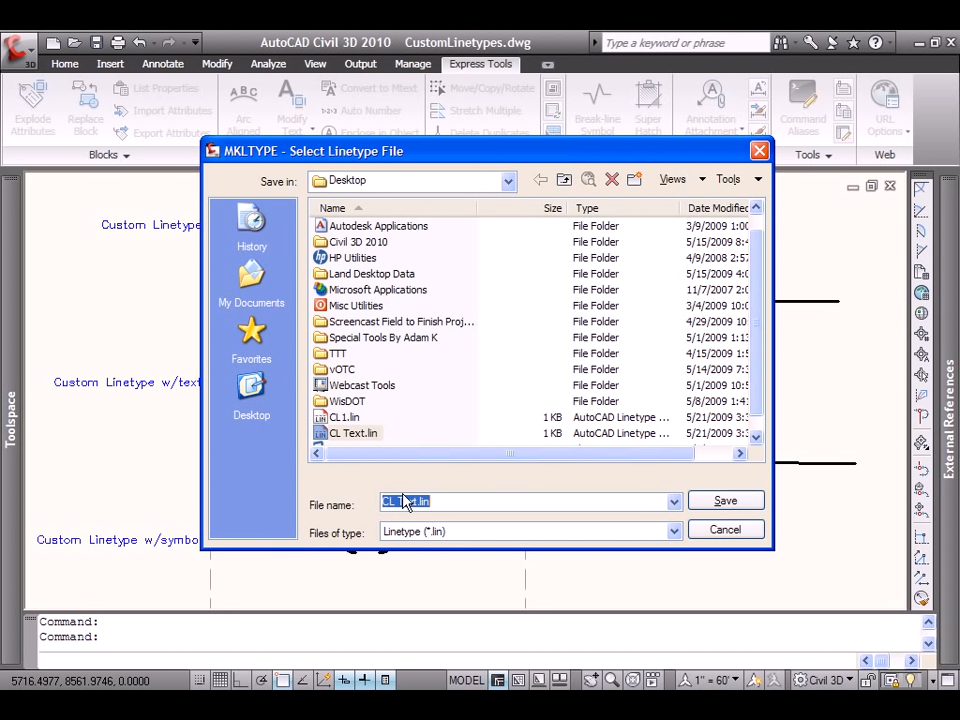 AutoCAD Civil 3D 2010 CustomLinetypes.dwg
Type a keyword or phrase
3D
Home Insert Annotate Modify Analyze View Output Manage Express Tools
Explode Attributes
Replace Block
List Properties
Import Attributes
Export Attributes
Arc Aligned
Modify Text
Convert to Mtext
Auto Number
Enclose in Object
Move/Copy/Rotate
Stretch Multiple
Delete Duplicates
Break-line Symbol
Super Hatch
Annotation Attachment
Command Aliases
URL Options
Blocks
Tools
Web
MKLTYPE - Select Linetype File
Save in: Desktop
Views Tools
History
My Documents
Favorites
Desktop
Name Size Type Date Modified
Autodesk Applications File Folder 3/9/2009 1:00
Civil 3D 2010 File Folder 5/15/2009 8:4
HP Utilities File Folder 4/9/2008 2:57
Land Desktop Data File Folder 5/15/2009 4:0
Microsoft Applications File Folder 11/7/2007 2:0
Misc Utilities File Folder 3/4/2009 10:0
Screencast Field to Finish Proj... File Folder 4/29/2009 10
Special Tools By Adam K File Folder 5/1/2009 1:1
TTT File Folder 4/15/2009 1:
vOTC File Folder 5/14/2009 7:
Webcast Tools File Folder 5/1/2009 10:
WisDOT File Folder 5/8/2009 1:4
CL1.lin 1 KB AutoCAD Linetype ... 5/21/2009 3:
CL Text.lin 1 KB AutoCAD Linetype ... 5/21/2009 3:
File name: CL Text.lin
Save
Files of type: Linetype (*.lin)
Cancel
Custom Linetype
Custom Linetype w/text
Custom Linetype w/symbo
Toolspace
External References
Command:
Command:
5716.4977, 8561.9746, 0.0000
MODEL
1" = 60'
Civil 3D